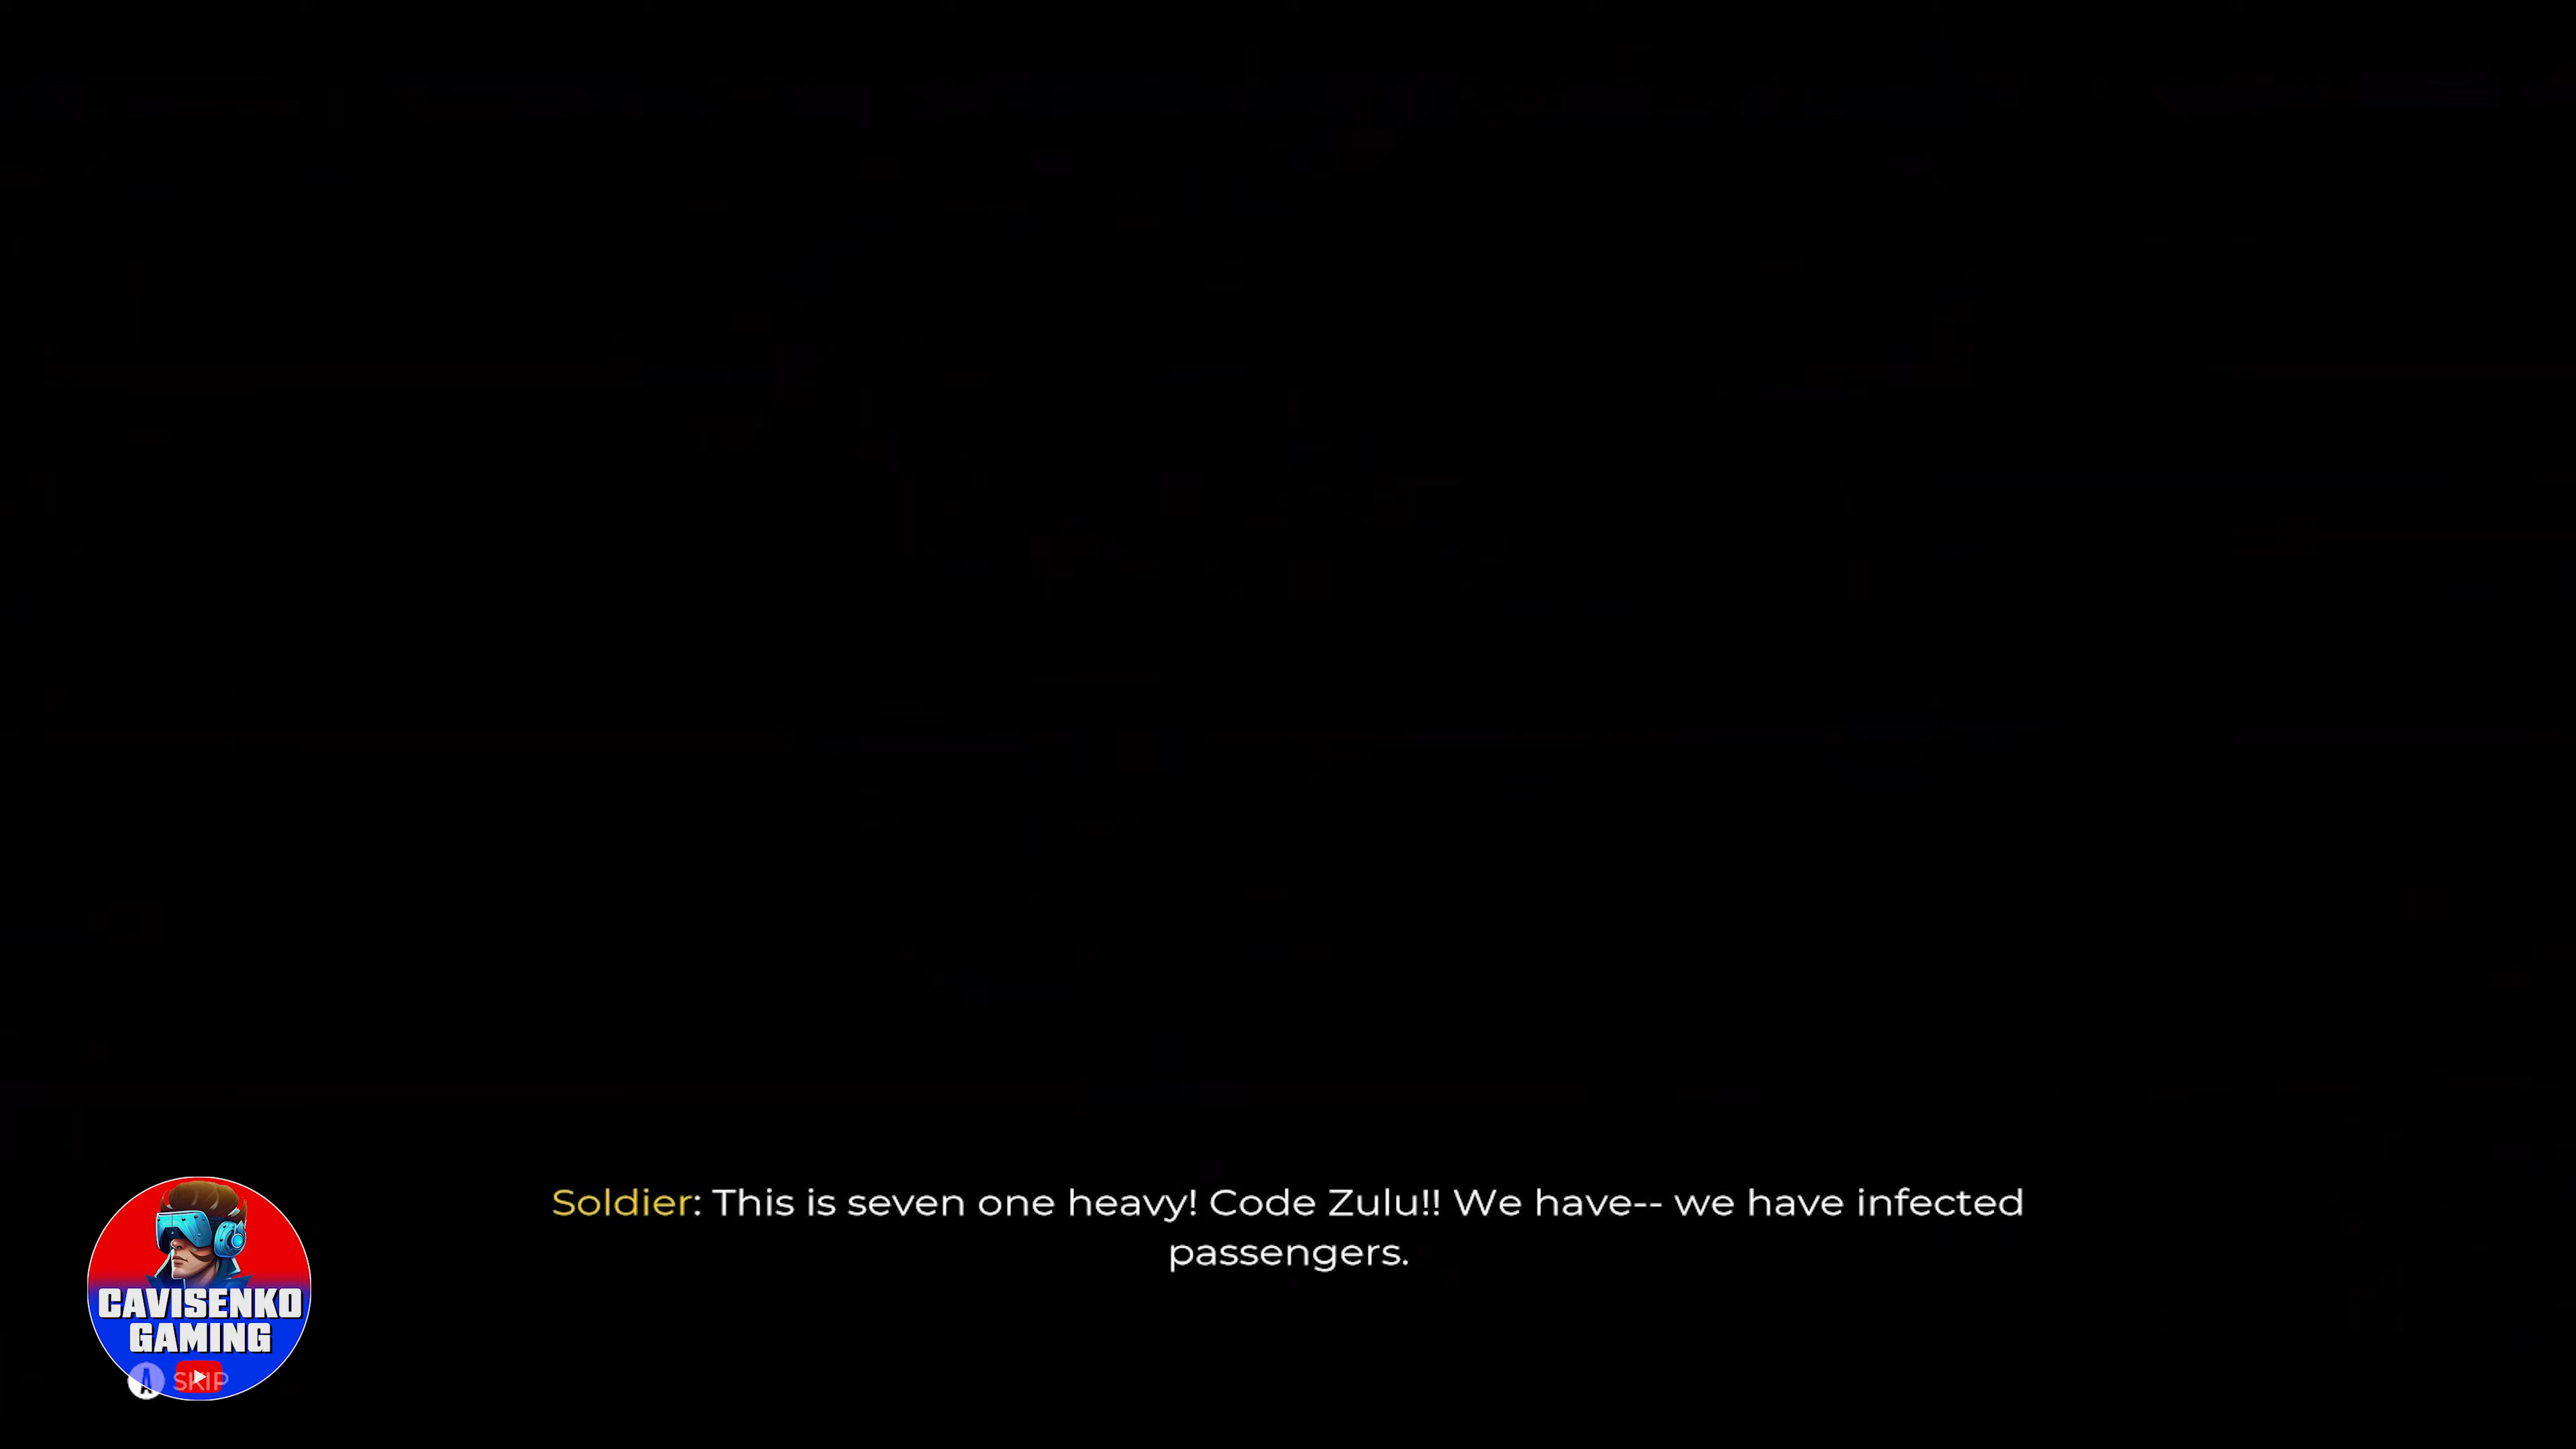 Soldier: This is seven one heavy! Code Zulu!! We have-- we have infected
passengers.
CAVISENKO
GAMING
A SKIP